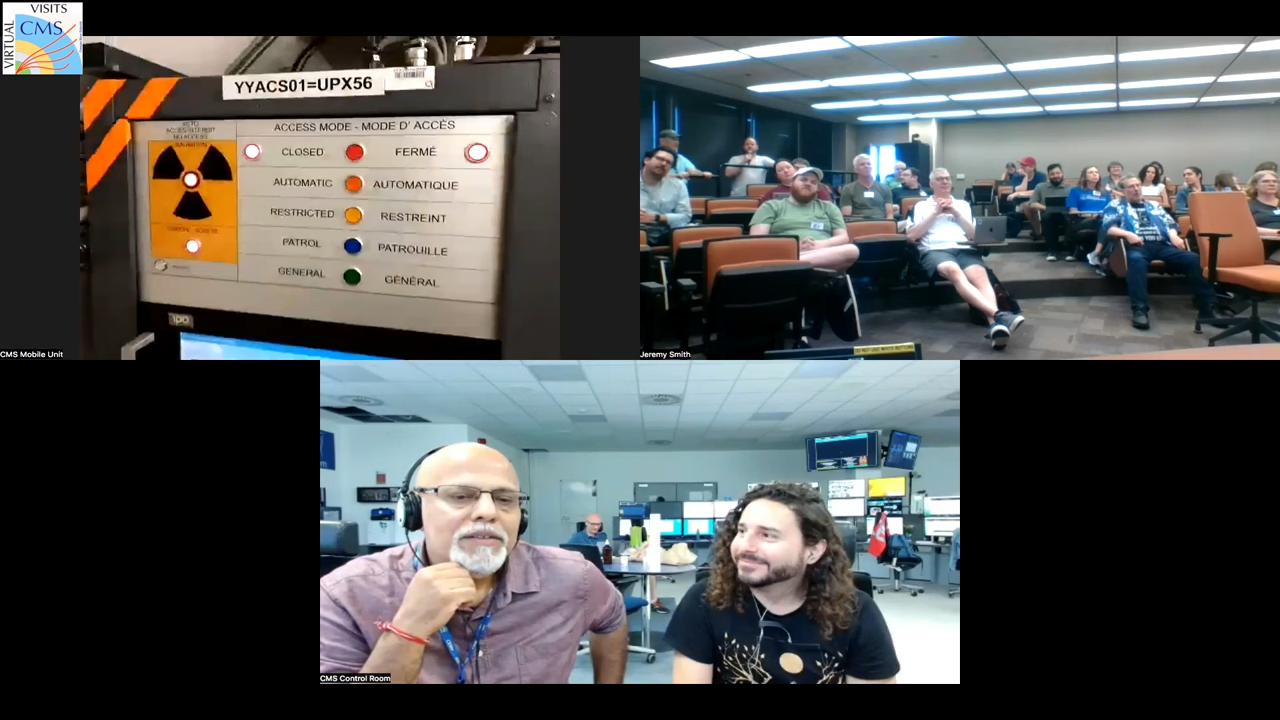 VISITS
VIRTUAL
CMS
YYACS01=UPX56
ACCESS MODE - MODE D'ACCÈS
CLOSED FERMÉ
AUTOMATIC AUTOMATIQUE
RESTRICTED RESTREINT
PATROL PATROUILLE
GENERAL GÉNÉRAL
CMS Mobile Unit
Jeremy Smith
CMS Control Room